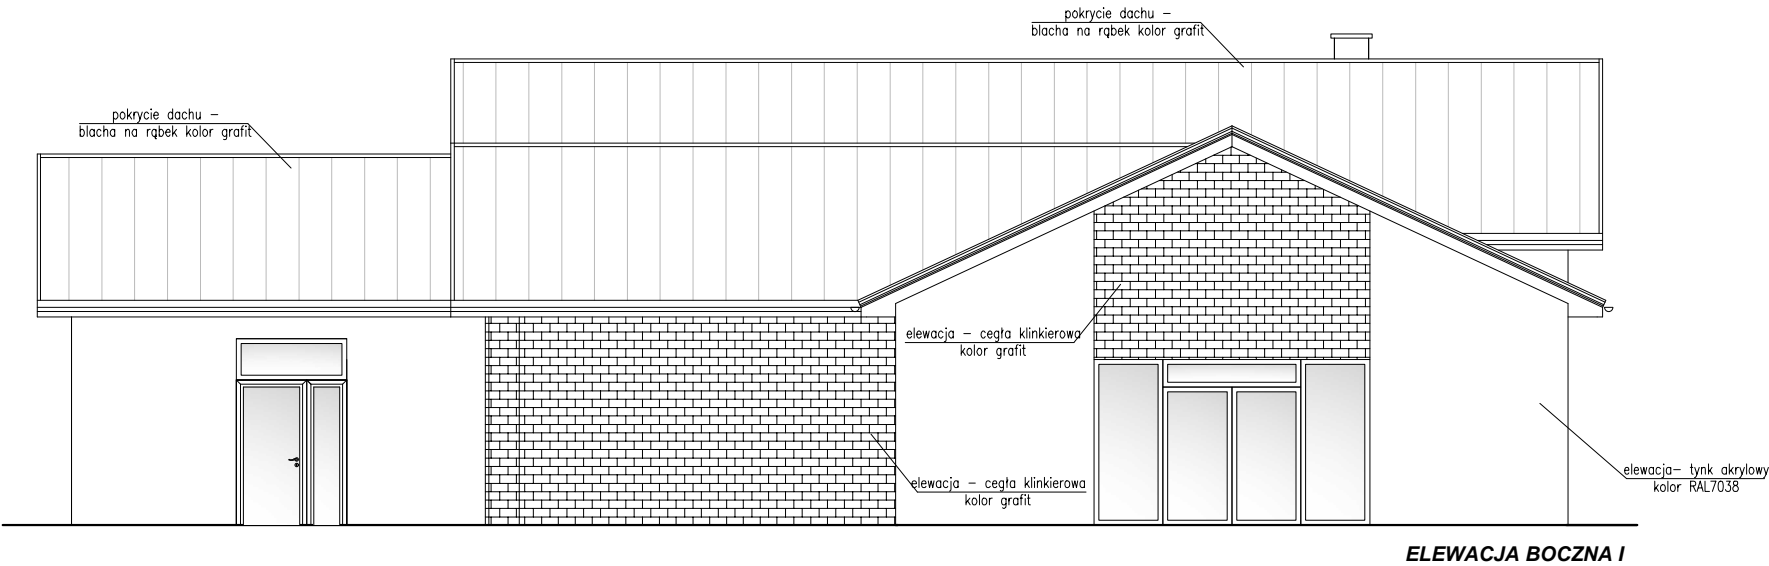 pokrycie dachu –
blacha na rąbek kolor grafit
pokrycie dachu –
blacha na rąbek kolor grafit
elewacja – cegła klinkierowa
kolor grafit
elewacja – cegła klinkierowa
kolor grafit
elewacja– tynk akrylowy
kolor RAL7038
ELEWACJA BOCZNA I